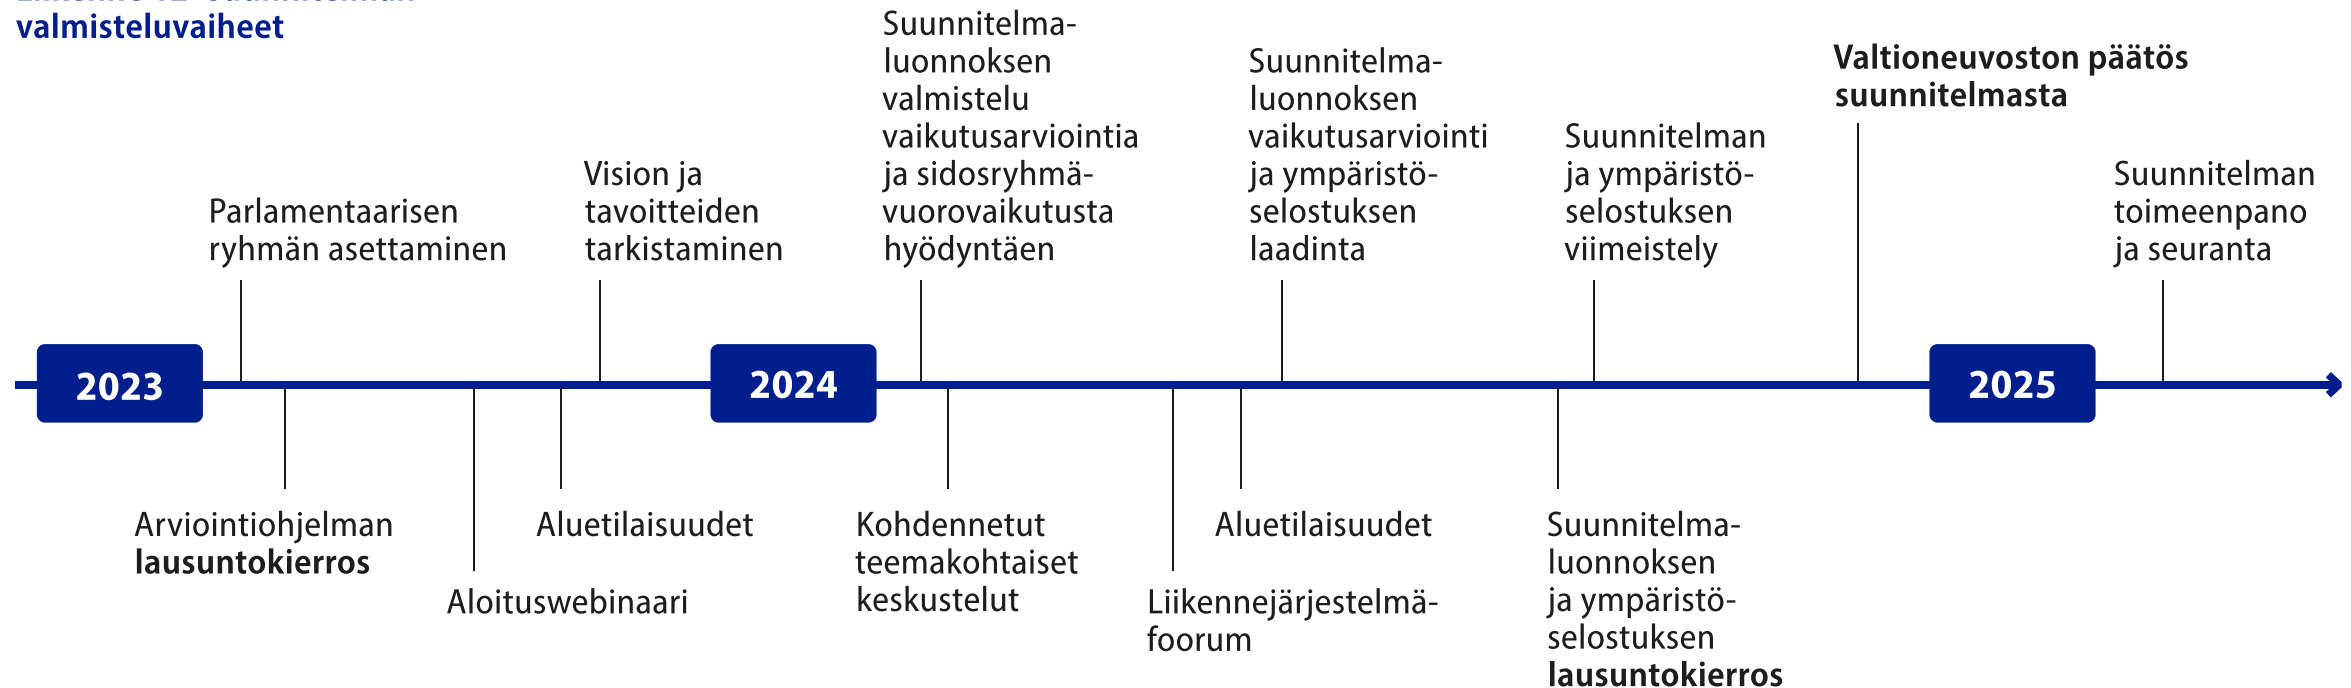 valmisteluvaiheet
Suunnitelma-
luonnoksen
valmistelu
vaikutusarviointia
ja sidosryhmä-
vuorovaikutusta
hyödyntäen
Suunnitelma-
luonnoksen
vaikutusarviointi
ja ympäristö-
selostuksen
laadinta
Valtioneuvoston päätös
suunnitelmasta
Suunnitelman
ja ympäristö-
selostuksen
viimeistely
Vision ja
tavoitteiden
tarkistaminen
Suunnitelman
toimeenpano
ja seuranta
Parlamentaarisen
ryhmän asettaminen
2023
2024
2025
Arviointiohjelman
lausuntokierros
Aloituswebinaari
Aluetilaisuudet
Kohdennetut
teemakohtaiset
keskustelut
Liikennejärjestelmä-
foorum
Aluetilaisuudet
Suunnitelma-
luonnoksen
ja ympäristö-
selostuksen
lausuntokierros